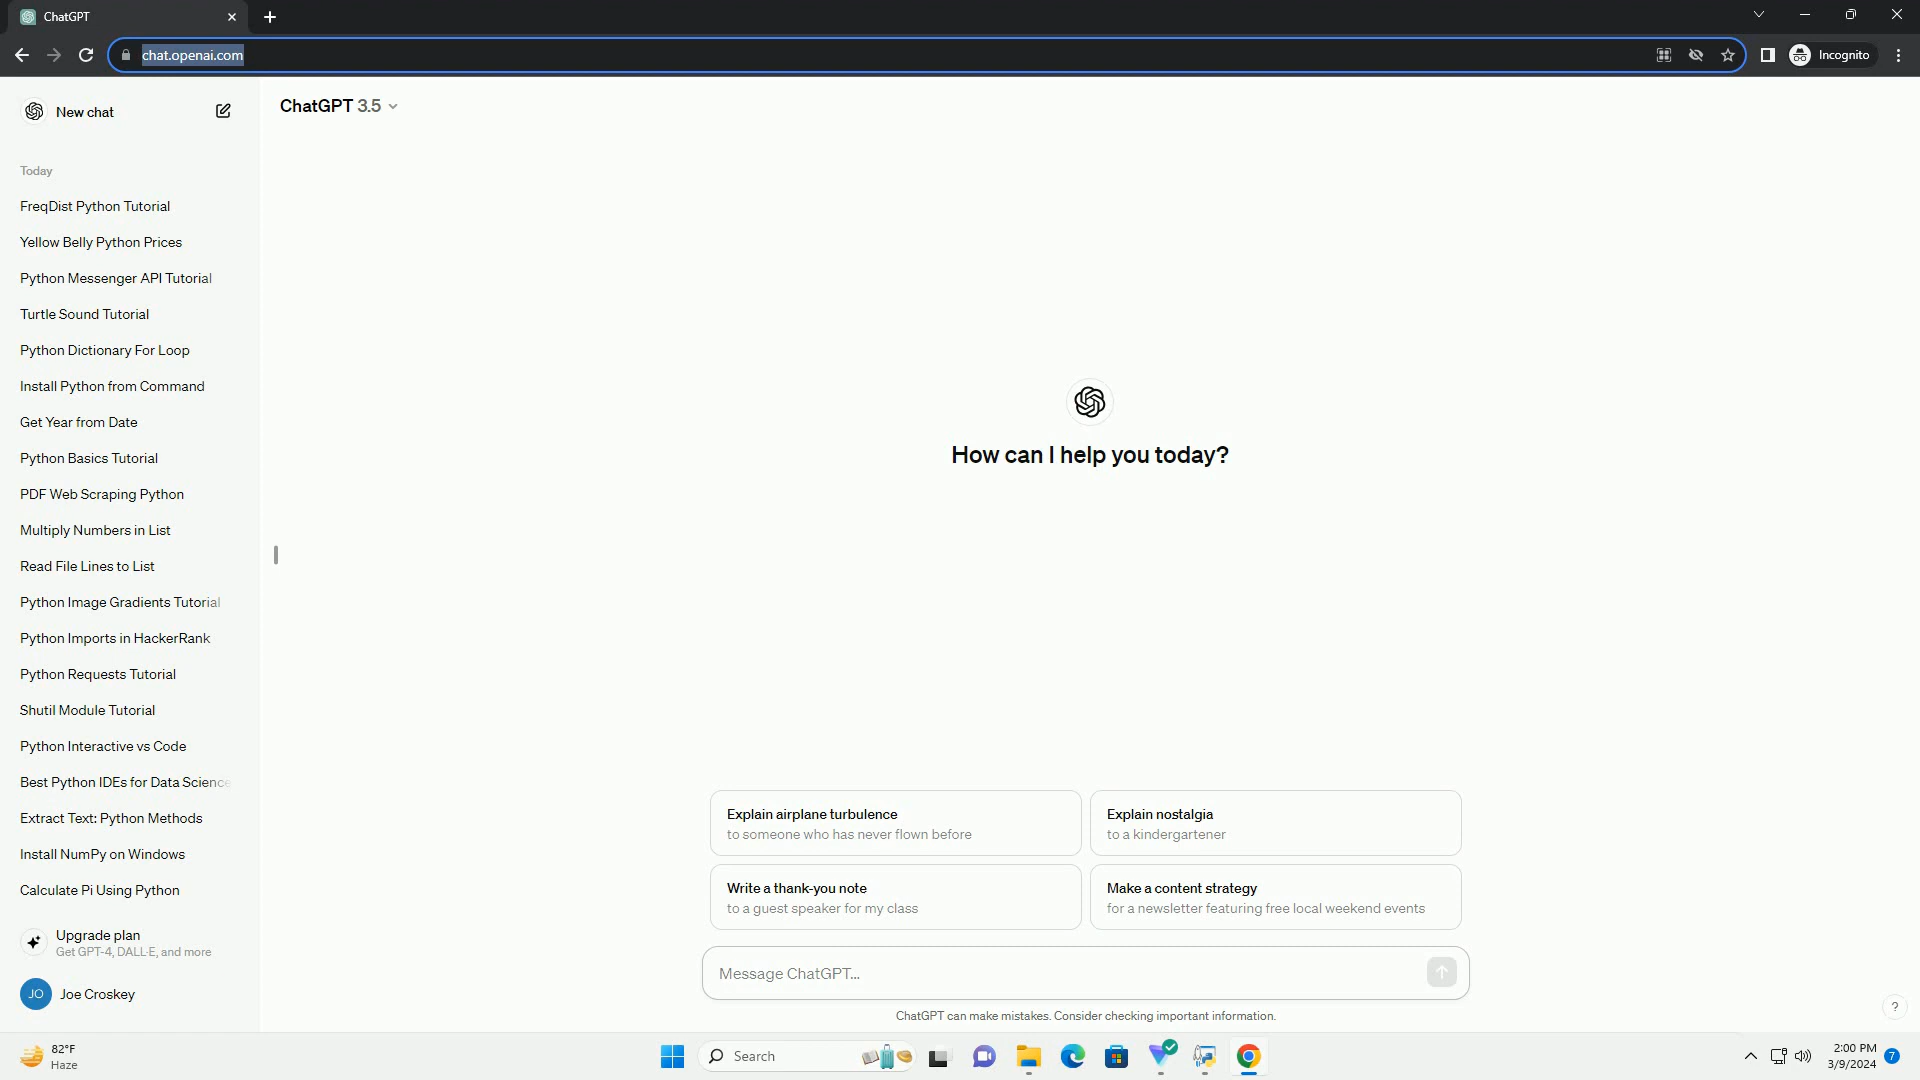 ChatGPT
chat.openai.com
Incognito
New chat
ChatGPT 3.5
Today
FreqDist Python Tutorial
Yellow Belly Python Prices
Python Messenger API Tutorial
Turtle Sound Tutorial
Python Dictionary For Loop
Install Python from Command
Get Year from Date
Python Basics Tutorial
PDF Web Scraping Python
Multiply Numbers in List
Read File Lines to List
Python Image Gradients Tutorial
Python Imports in HackerRank
Python Requests Tutorial
Shutil Module Tutorial
Python Interactive vs Code
Best Python IDEs for Data Science
Extract Text: Python Methods
Install NumPy on Windows
Calculate Pi Using Python
Upgrade plan
Get GPT-4, DALL·E, and more
JO Joe Croskey
How can I help you today?
Explain airplane turbulence
to someone who has never flown before
Explain nostalgia
to a kindergartener
Write a thank-you note
to a guest speaker for my class
Make a content strategy
for a newsletter featuring free local weekend events
Message ChatGPT...
ChatGPT can make mistakes. Consider checking important information.
?
82°F
Haze
Search
2:00 PM
3/9/2024
7